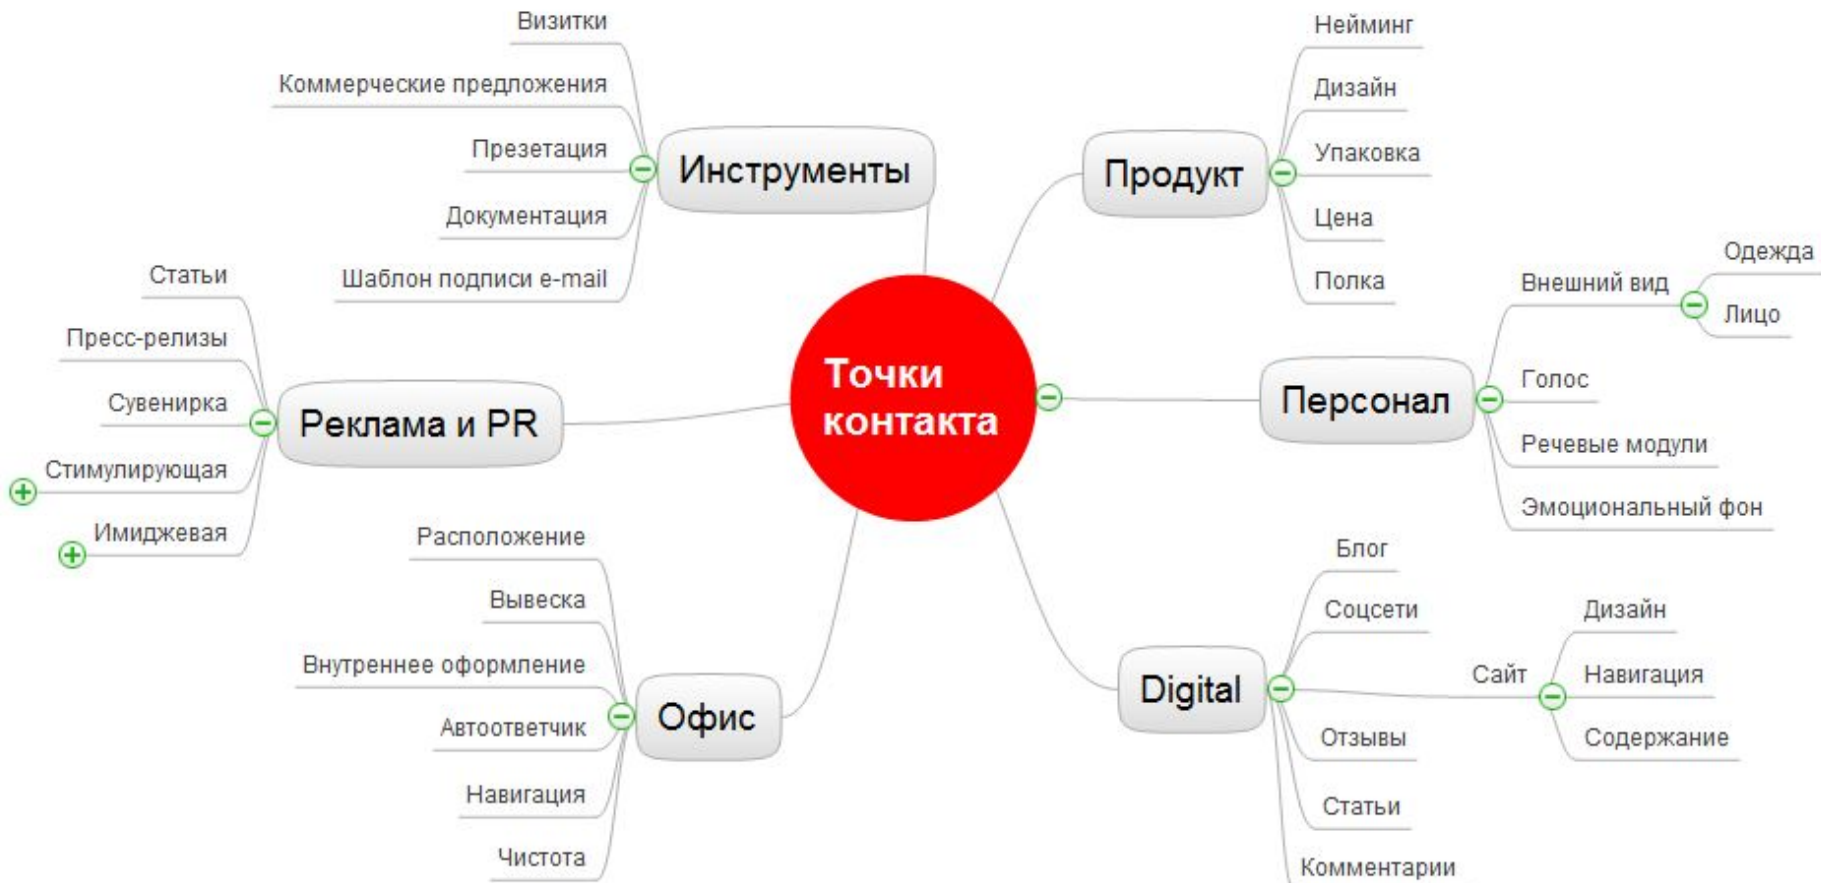 Точки
контакта
Инструменты
Визитки
Коммерческие предложения
Презетация
Документация
Шаблон подписи e-mail
Реклама и PR
Статьи
Пресс-релизы
Сувенирка
Стимулирующая
Имиджевая
Офис
Расположение
Вывеска
Внутреннее оформление
Автоответчик
Навигация
Чистота
Продукт
Нейминг
Дизайн
Упаковка
Цена
Полка
Персонал
Внешний вид
Одежда
Лицо
Голос
Речевые модули
Эмоциональный фон
Digital
Блог
Соцсети
Сайт
Дизайн
Навигация
Содержание
Отзывы
Статьи
Комментарии